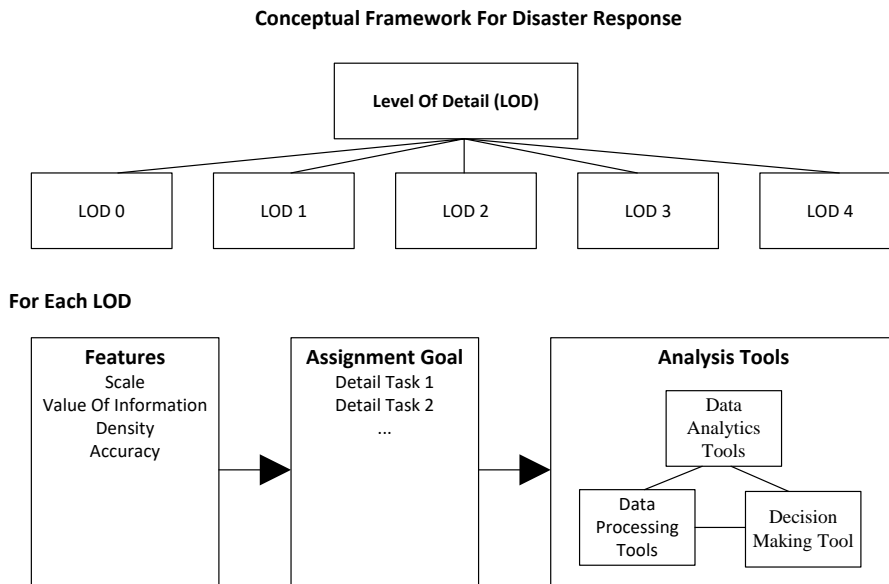 Conceptual Framework For Disaster Response
Level Of Detail (LOD)
LOD 0
LOD 1
LOD 2
LOD 3
LOD 4
For Each LOD
Features
Scale
Value Of Information
Density
Accuracy
Assignment Goal
Detail Task 1
Detail Task 2
...
Analysis Tools
Data
Analytics
Tools
Data
Processing
Tools
Decision
Making Tool